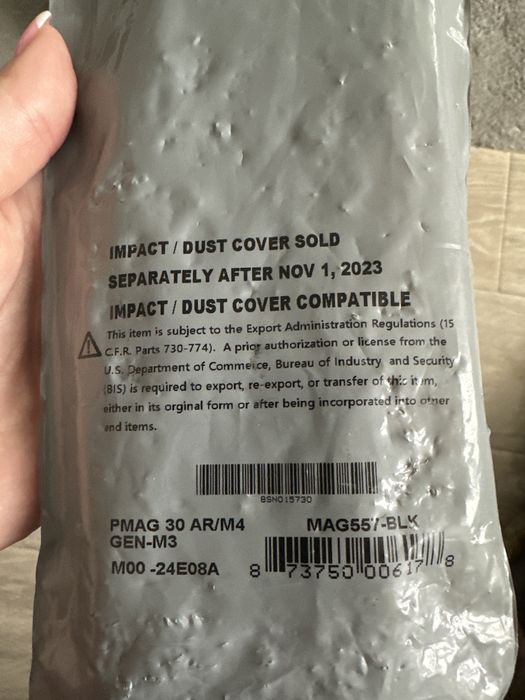 IMPACT / DUST COVER SOLD
SEPARATELY AFTER NOV 1, 2023
IMPACT / DUST COVER COMPATIBLE
This item is subject to the Export Administration Regulations (15
C.F.R. Parts 730-774). A prior authorization or license from the
U.S. Department of Commerce, Bureau of Industry and Security
(BIS) is required to export, re-export, or transfer of this item,
either in its orginal form or after being incorporated into other
end items.
BSN015730
PMAG 30 AR/M4 MAG557-BLK
GEN-M3
M00 -24E08A
8 73750 00617 8